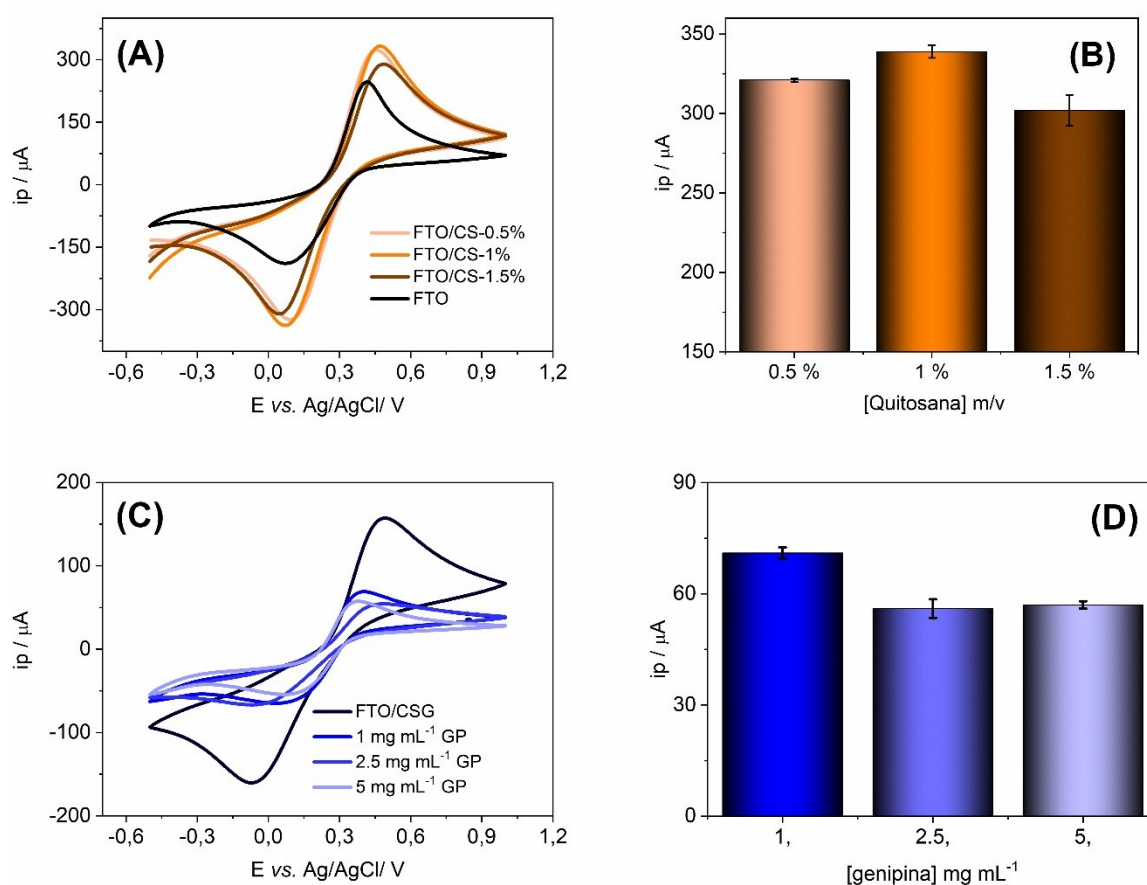 (A)
300
150
0
-150
-300
ip / μA
FTO/CS-0.5%
FTO/CS-1%
FTO/CS-1.5%
FTO
-0,6 -0,3 0,0 0,3 0,6 0,9 1,2
E vs. Ag/AgCl/ V
(B)
350
300
250
200
150
ip / μA
0.5 % 1 % 1.5 %
[Quitosana] m/v
(C)
200
100
0
-100
-200
ip / μA
FTO/CSG
1 mg mL⁻¹ GP
2.5 mg mL⁻¹ GP
5 mg mL⁻¹ GP
-0,6 -0,3 0,0 0,3 0,6 0,9 1,2
E vs. Ag/AgCl/ V
(D)
90
60
30
0
ip / μA
1, 2.5, 5,
[genipina] mg mL⁻¹